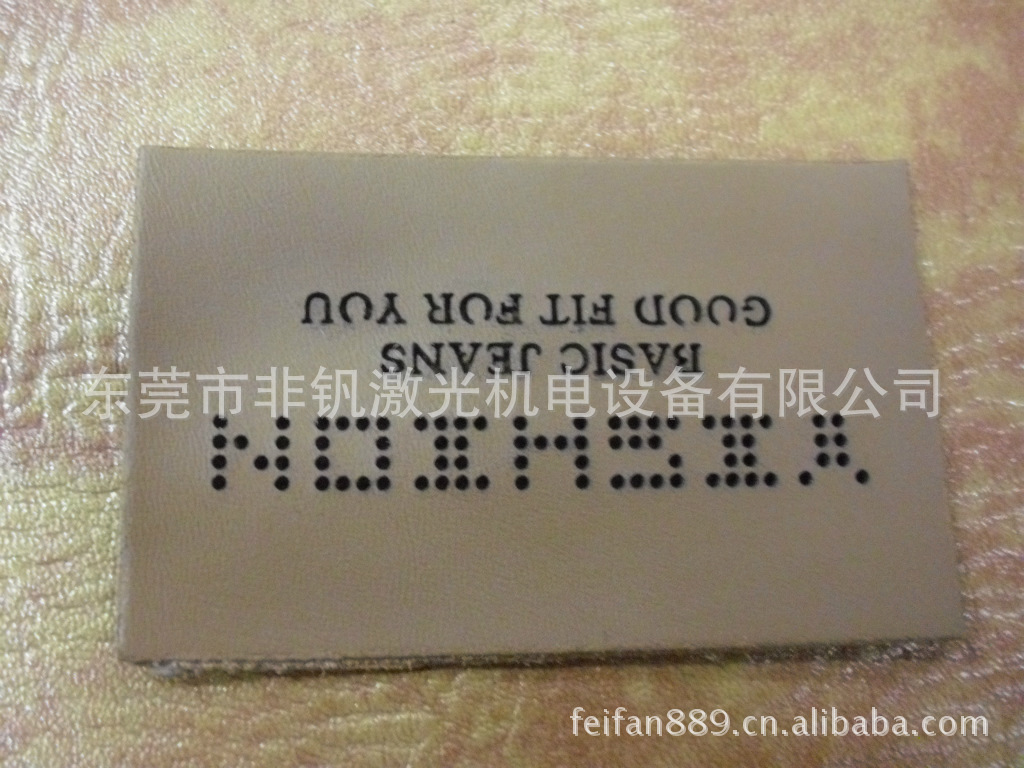 YISHION
BASIC JEANS
GOOD FIT FOR YOU
东莞市非钒激光机电设备有限公司
feifan889.cn.alibaba.com